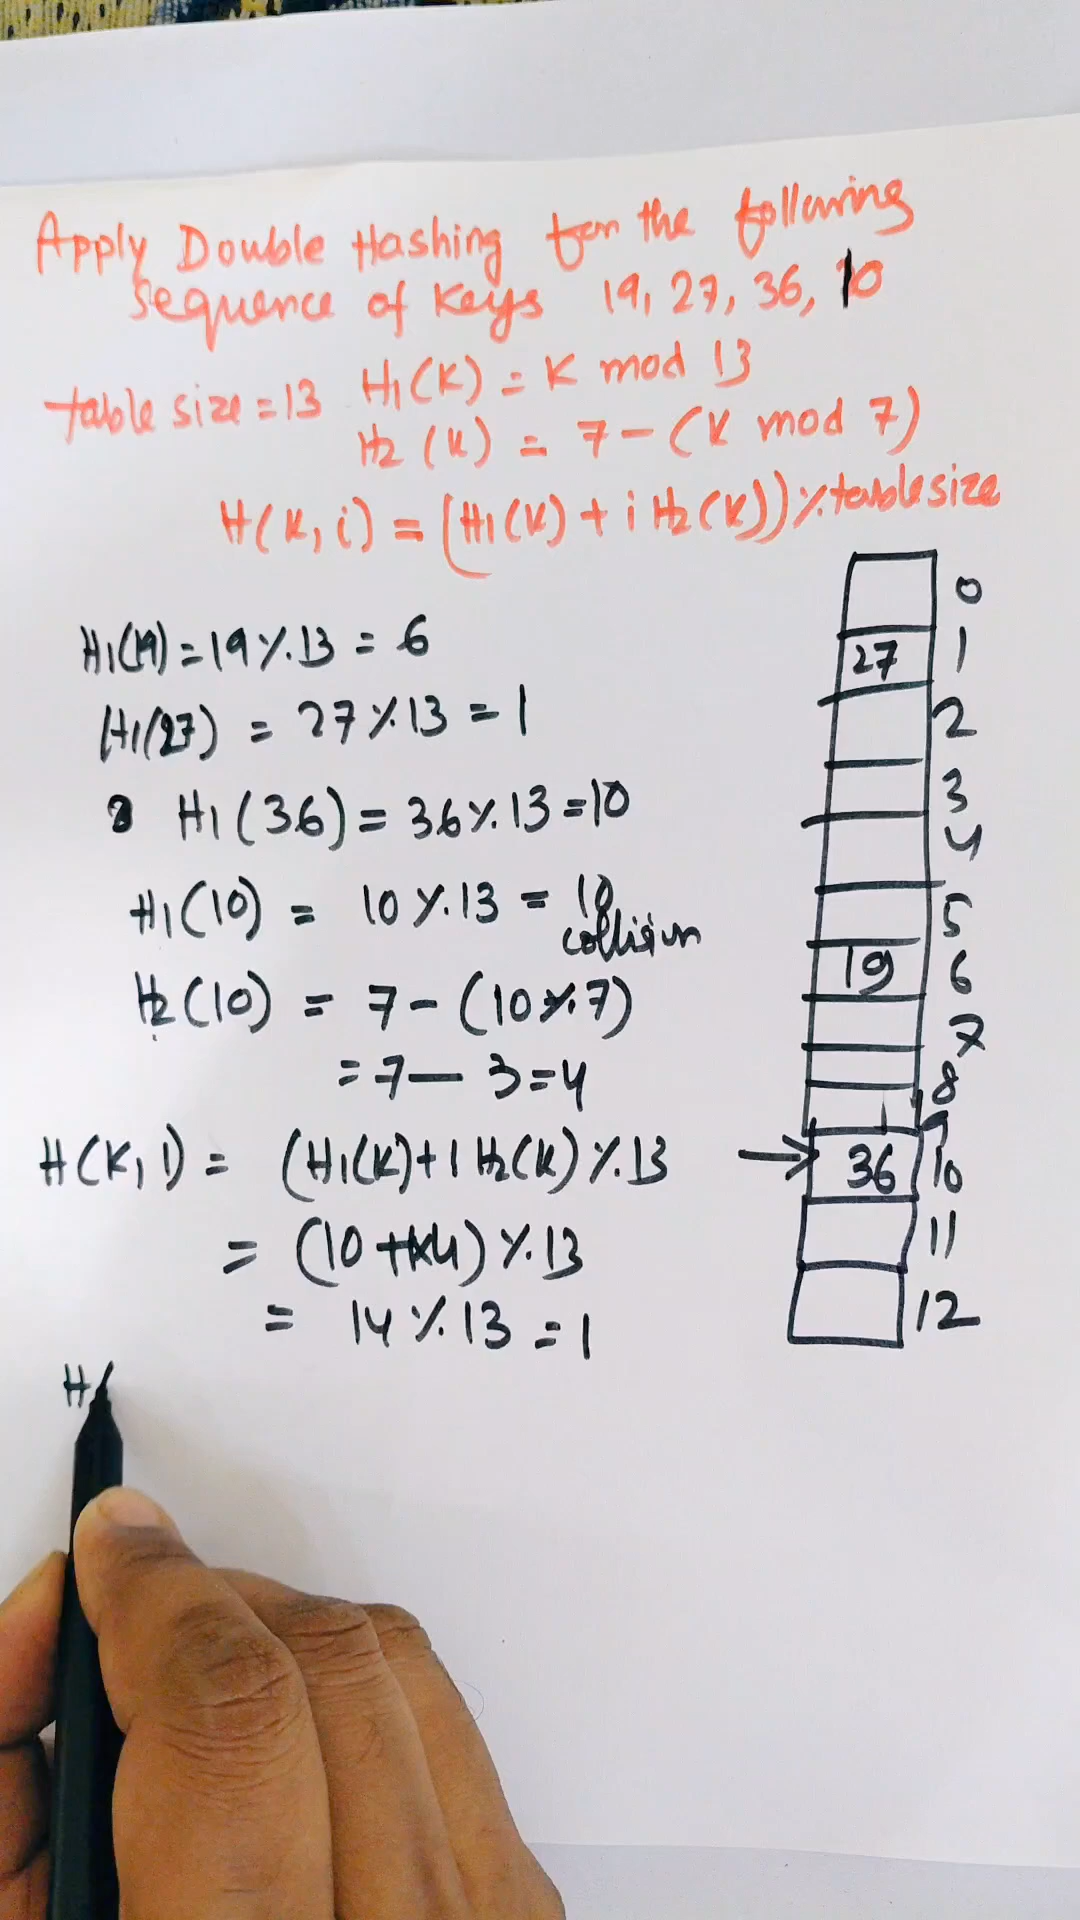 Apply Double Hashing for the following
Sequence of Keys 19, 27, 36, 10
table size = 13 H1(K) = K mod 13
H2(K) = 7 - (K mod 7)
H(K, i) = (H1(K) + i H2(K)) % table size
H1(19) = 19 % 13 = 6
H1(27) = 27 % 13 = 1
H1(36) = 36 % 13 = 10
H1(10) = 10 % 13 = 10
collision
H2(10) = 7 - (10 % 7)
= 7 - 3 = 4
H(K, 1) = (H1(K) + 1 H2(K) % 13
= (10 + 1x4) % 13
= 14 % 13 = 1
H(
0
27 1
2
3
4
5
19 6
7
8
9
36 10
11
12